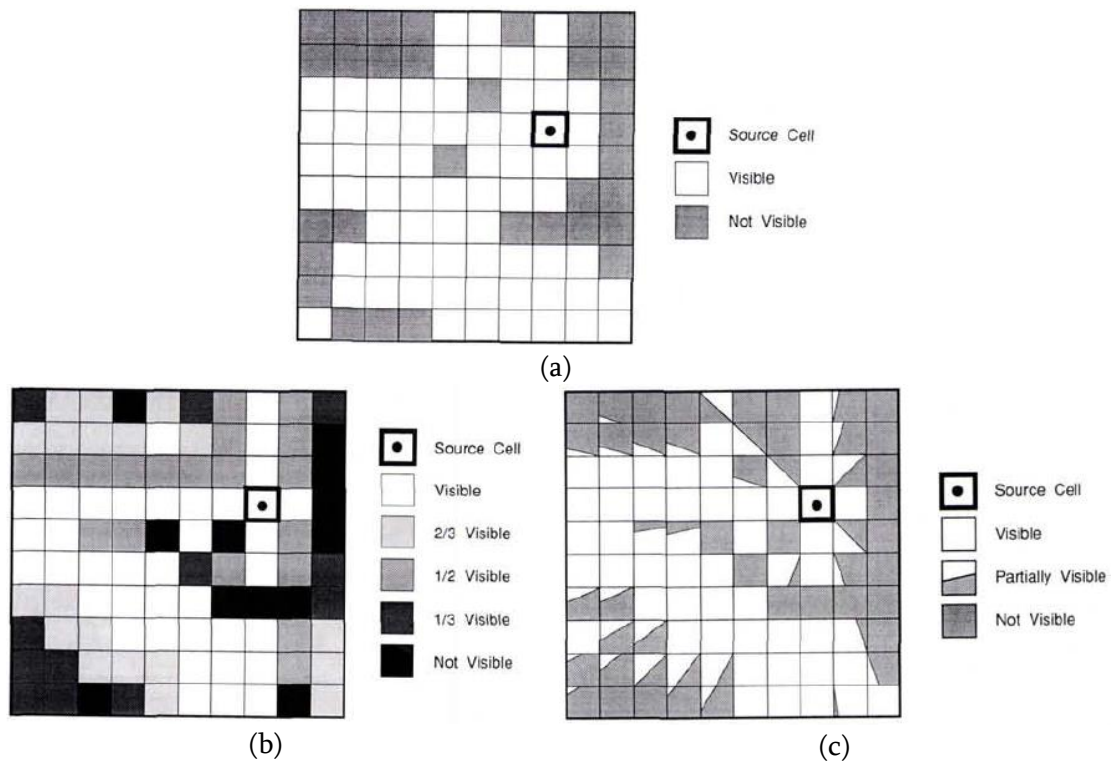 Source Cell
Visible
Not Visible
(a)
Source Cell
Visible
2/3 Visible
1/2 Visible
1/3 Visible
Not Visible
(b)
Source Cell
Visible
Partially Visible
Not Visible
(c)